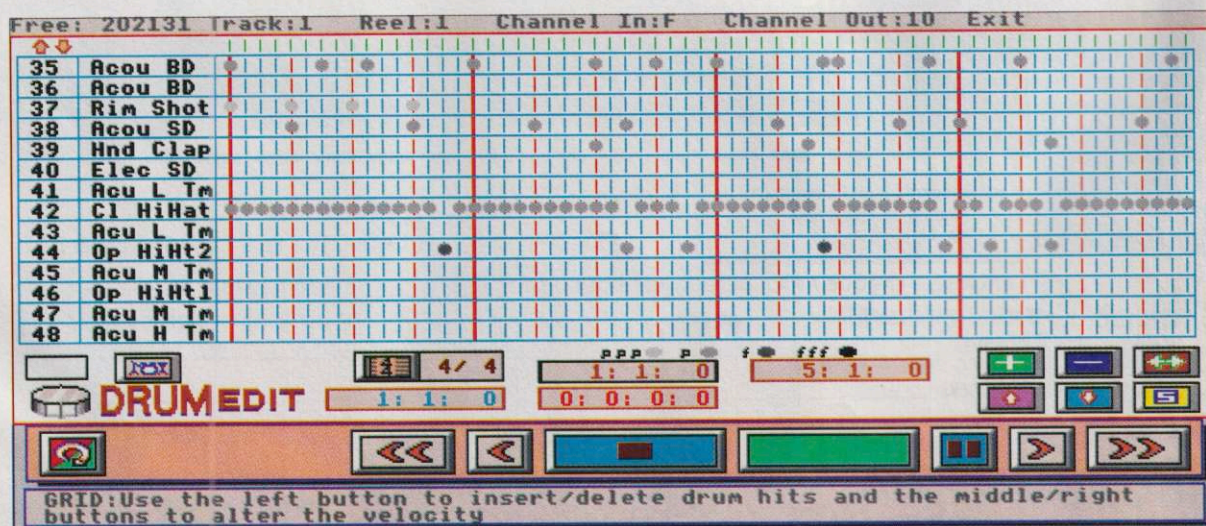 Free: 202131 Track:1 Reel:1 Channel In:F Channel Out:10 Exit
35 Acou BD
36 Acou BD
37 Rim Shot
38 Acou SD
39 Hnd Clap
40 Elec SD
41 Acu L Tm
42 Cl HiHat
43 Acu L Tm
44 Op HiHt2
45 Acu M Tm
46 Op HiHt1
47 Acu M Tm
48 Acu H Tm
ppp p f fff
4/ 4 1: 1: 0 5: 1: 0
DRUM EDIT 1: 1: 0 0: 0: 0: 0 S
GRID:Use the left button to insert/delete drum hits and the middle/right
buttons to alter the velocity